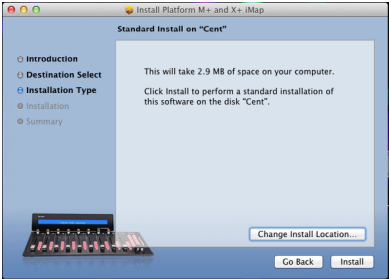 Install Platform M+ and X+ iMap
Standard Install on “Cent”
Introduction
Destination Select
Installation Type
Installation
Summary
This will take 2.9 MB of space on your computer.
Click Install to perform a standard installation of
this software on the disk “Cent”.
Change Install Location...
Go Back
Install